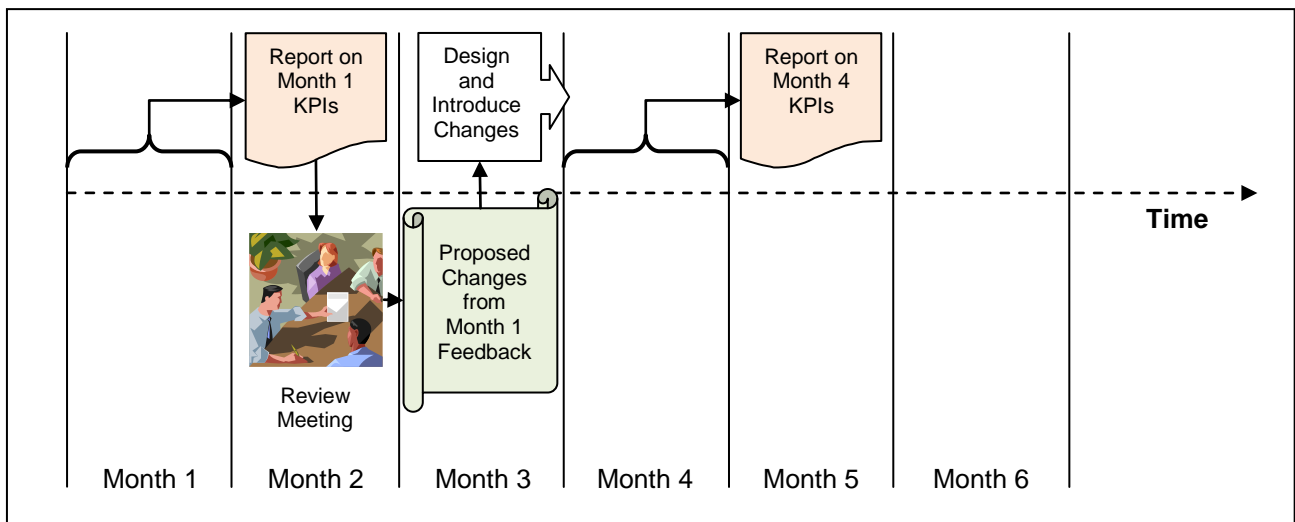 Report on
Month 1
KPIs
Design
and
Introduce
Changes
Report on
Month 4
KPIs
Time
Proposed
Changes
from
Month 1
Feedback
Review
Meeting
Month 1
Month 2
Month 3
Month 4
Month 5
Month 6